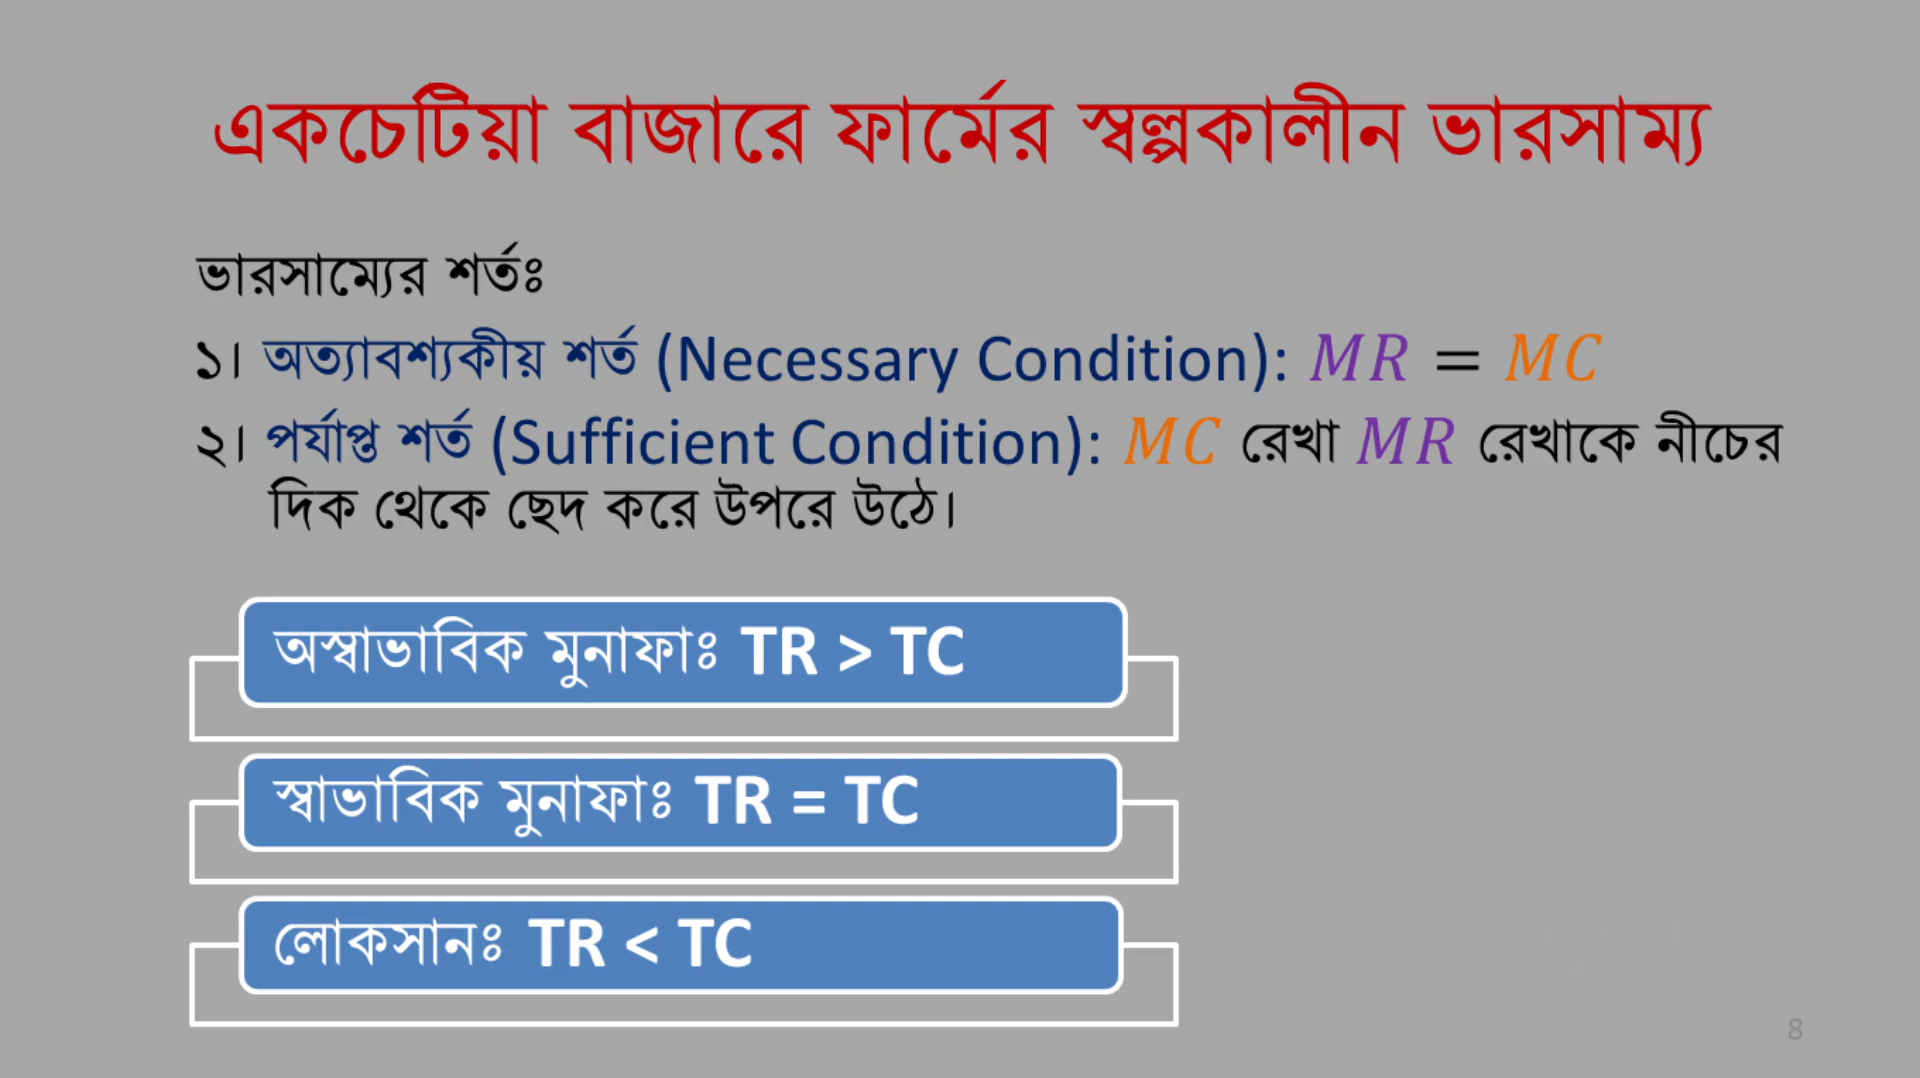 একচেটিয়া বাজারে ফার্মের স্বল্পকালীন ভারসাম্য
ভারসাম্যের শর্তঃ
১। অত্যাবশ্যকীয় শর্ত (Necessary Condition): MR = MC
২। পর্যাপ্ত শর্ত (Sufficient Condition): MC রেখা MR রেখাকে নীচের
দিক থেকে ছেদ করে উপরে উঠে।
অস্বাভাবিক মুনাফাঃ TR > TC
স্বাভাবিক মুনাফাঃ TR = TC
লোকসানঃ TR < TC
8